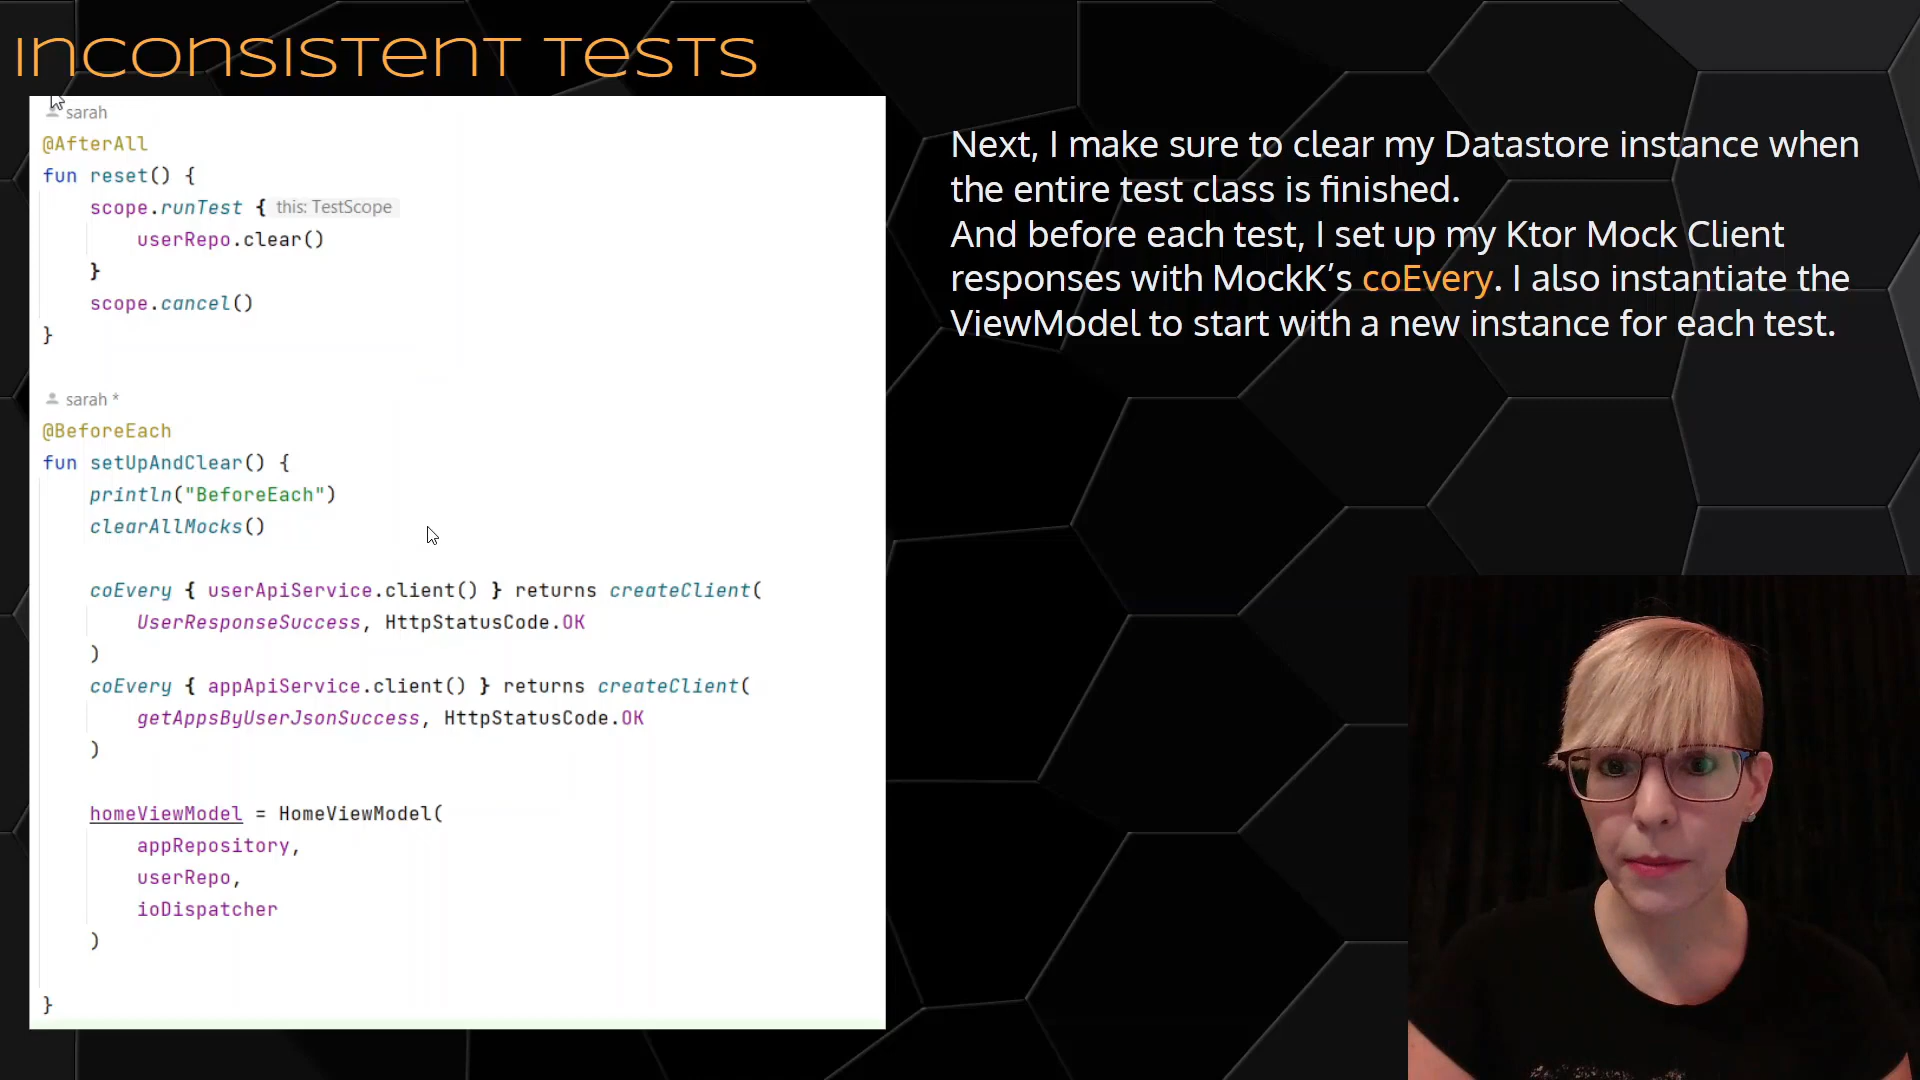 Inconsistent Tests
sarah
@AfterAll
fun reset() {
scope.runTest { this: TestScope
userRepo.clear()
}
scope.cancel()
}
sarah *
@BeforeEach
fun setUpAndClear() {
println("BeforeEach")
clearAllMocks()
coEvery { userApiService.client() } returns createClient(
UserResponseSuccess, HttpStatusCode.OK
)
coEvery { appApiService.client() } returns createClient(
getAppsByUserJsonSuccess, HttpStatusCode.OK
)
homeViewModel = HomeViewModel(
appRepository,
userRepo,
ioDispatcher
)
}
Next, I make sure to clear my Datastore instance when
the entire test class is finished.
And before each test, I set up my Ktor Mock Client
responses with MockK’s coEvery. I also instantiate the
ViewModel to start with a new instance for each test.